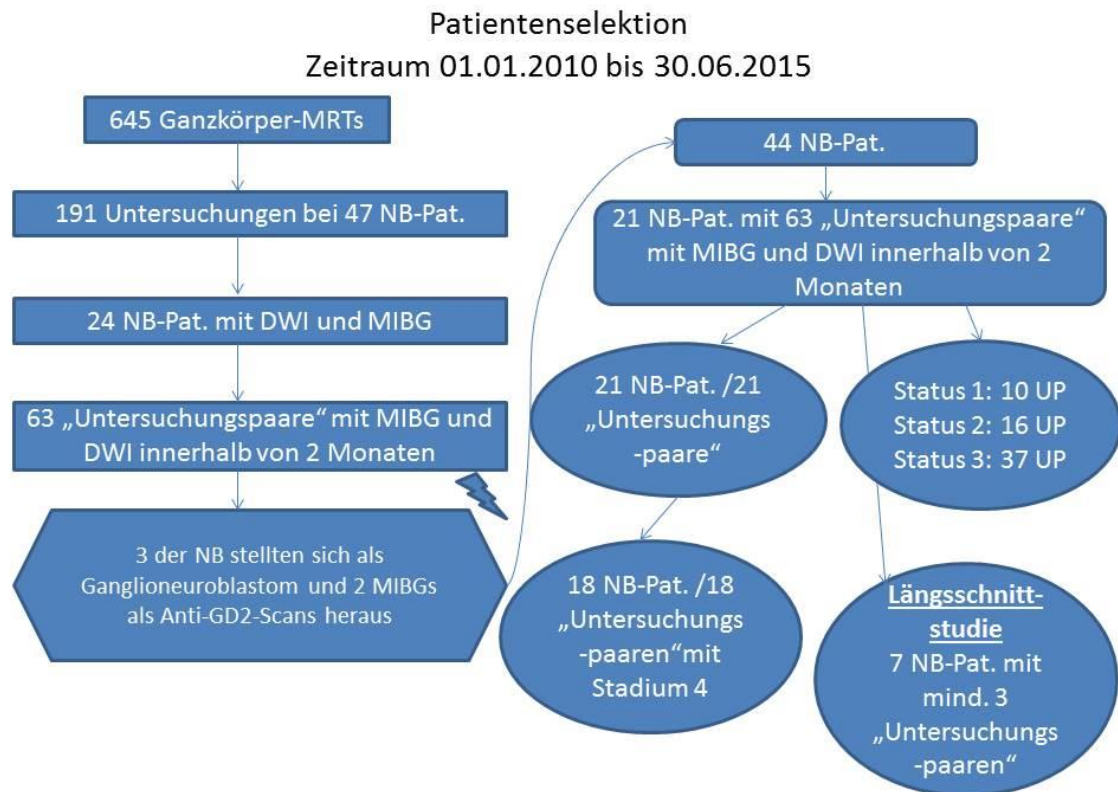 Patientenselektion
Zeitraum 01.01.2010 bis 30.06.2015
645 Ganzkörper-MRTs
191 Untersuchungen bei 47 NB-Pat.
24 NB-Pat. mit DWI und MIBG
63 „Untersuchungspaare“ mit MIBG und
DWI innerhalb von 2 Monaten
3 der NB stellten sich als
Ganglioneuroblastom und 2 MIBGs
als Anti-GD2-Scans heraus
44 NB-Pat.
21 NB-Pat. mit 63 „Untersuchungspaare“
mit MIBG und DWI innerhalb von 2
Monaten
21 NB-Pat. /21
„Untersuchungs
-paare“
Status 1: 10 UP
Status 2: 16 UP
Status 3: 37 UP
18 NB-Pat. /18
„Untersuchungs
-paaren“mit
Stadium 4
Längsschnitt-
studie
7 NB-Pat. mit
mind. 3
„Untersuchungs
-paaren“